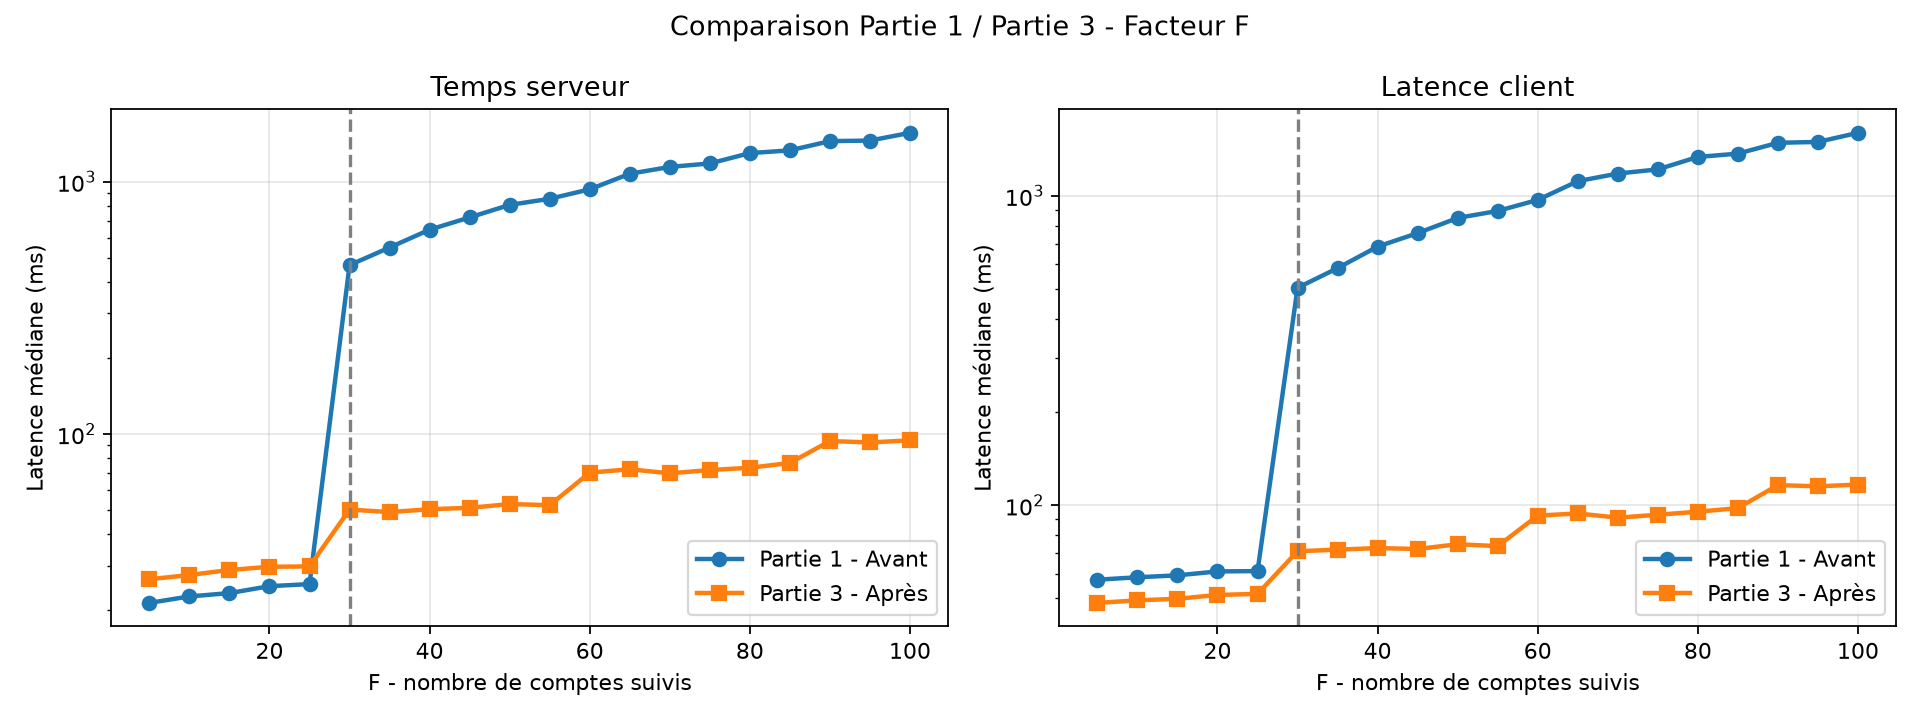 Comparaison Partie 1 / Partie 3 - Facteur F
Temps serveur
Latence médiane (ms)
10³
10²
20 40 60 80 100
F - nombre de comptes suivis
Partie 1 - Avant
Partie 3 - Après
Latence client
Latence médiane (ms)
10³
10²
20 40 60 80 100
F - nombre de comptes suivis
Partie 1 - Avant
Partie 3 - Après